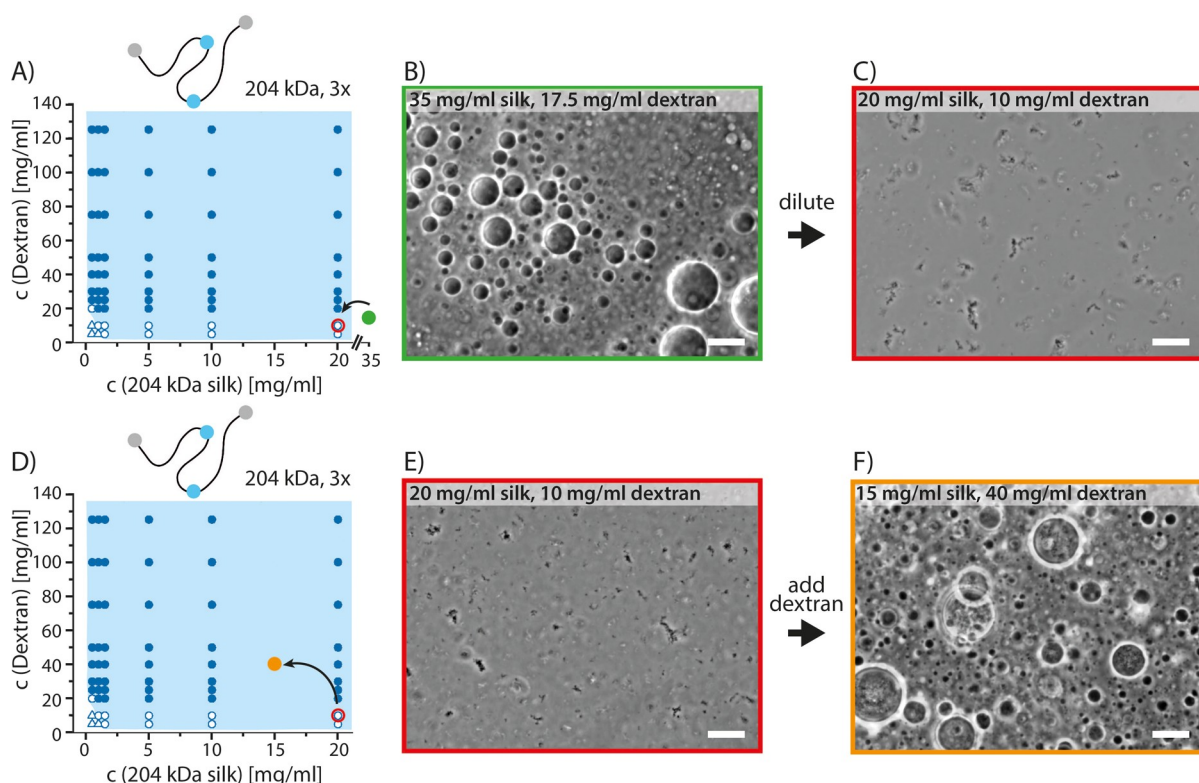 A)
204 kDa, 3x
c (Dextran) [mg/ml]
140
120
100
80
60
40
20
0
0
5
10
15
20
35
c (204 kDa silk) [mg/ml]
B)
35 mg/ml silk, 17.5 mg/ml dextran
dilute
C)
20 mg/ml silk, 10 mg/ml dextran
D)
204 kDa, 3x
c (Dextran) [mg/ml]
140
120
100
80
60
40
20
0
0
5
10
15
20
c (204 kDa silk) [mg/ml]
E)
20 mg/ml silk, 10 mg/ml dextran
add
dextran
F)
15 mg/ml silk, 40 mg/ml dextran